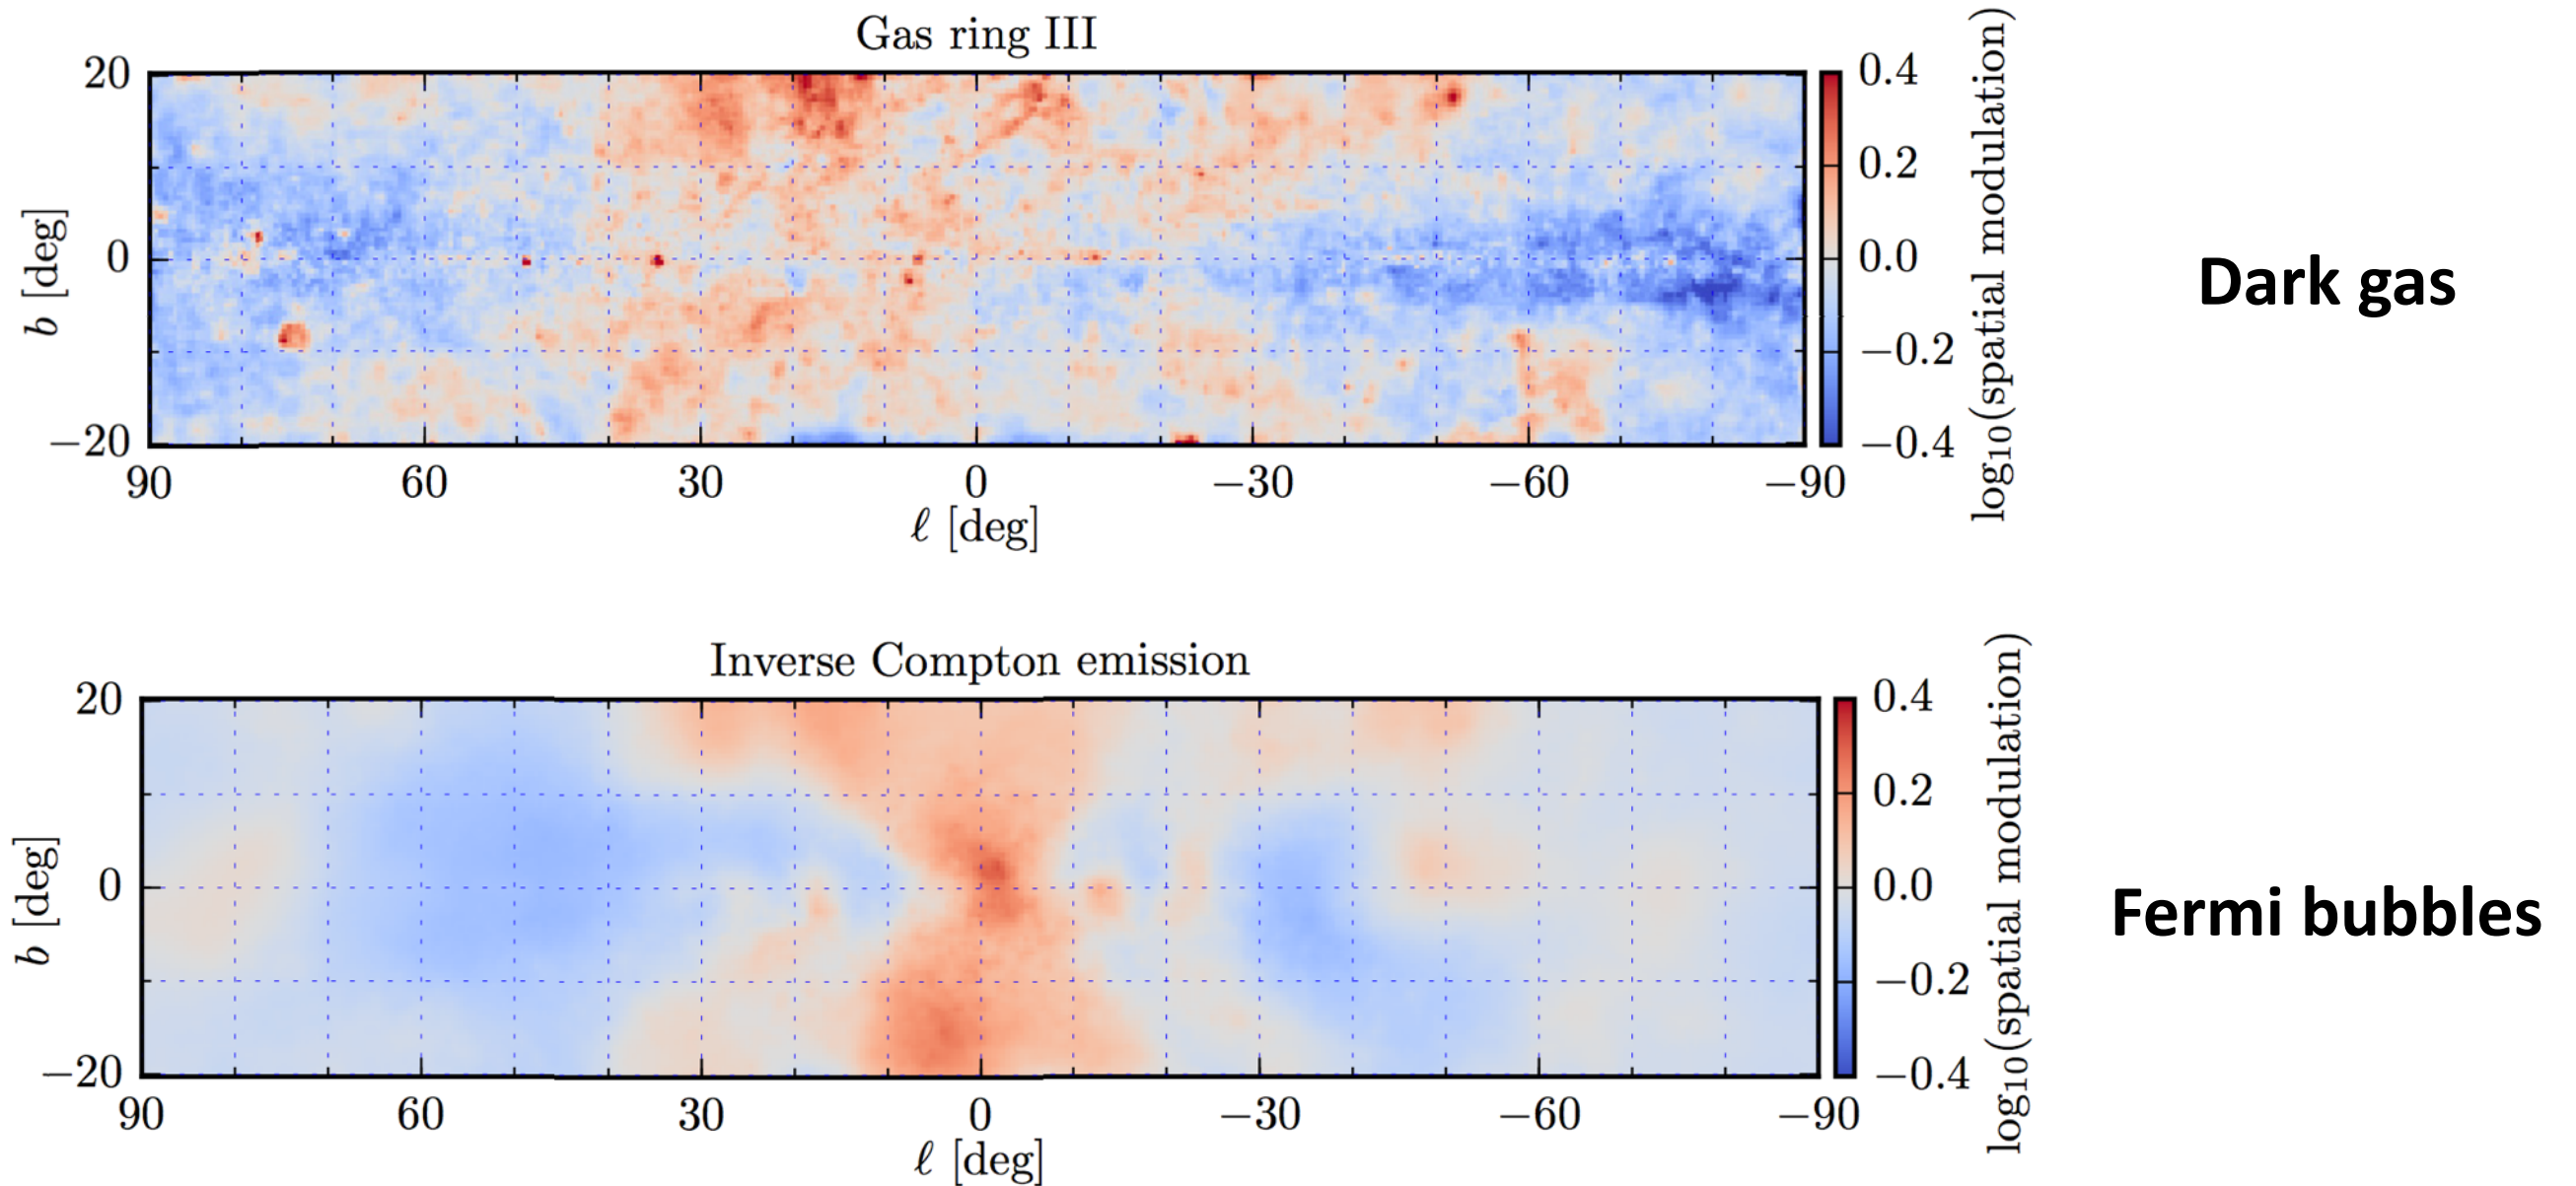 Gas ring III
20
0
−20
b [deg]
90 60 30 0 −30 −60 −90
ℓ [deg]
0.4
0.2
0.0
−0.2
−0.4
log10(spatial modulation)
Dark gas
Inverse Compton emission
20
0
−20
b [deg]
90 60 30 0 −30 −60 −90
ℓ [deg]
0.4
0.2
0.0
−0.2
−0.4
log10(spatial modulation)
Fermi bubbles